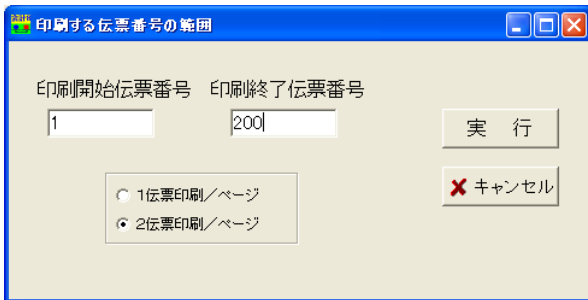 印刷する伝票番号の範囲
印刷開始伝票番号 印刷終了伝票番号
1 200
実 行
キャンセル
1伝票印刷／ページ
2伝票印刷／ページ